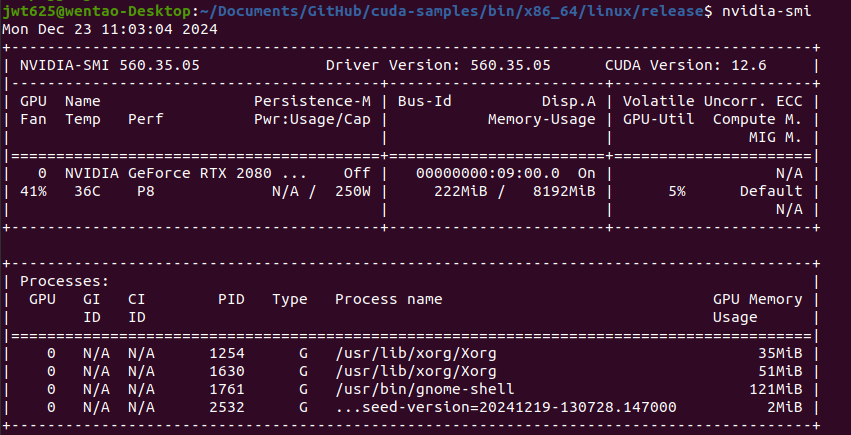 jwt625@wentao-Desktop:~/Documents/GitHub/cuda-samples/bin/x86_64/linux/release$ nvidia-smi
Mon Dec 23 11:03:04 2024
+-----------------------------------------------------------------------------------------+
| NVIDIA-SMI 560.35.05              Driver Version: 560.35.05      CUDA Version: 12.6     |
|-----------------------------------------+------------------------+----------------------+
| GPU  Name                 Persistence-M | Bus-Id          Disp.A | Volatile Uncorr. ECC |
| Fan  Temp   Perf          Pwr:Usage/Cap |           Memory-Usage | GPU-Util  Compute M. |
|                                         |                        |               MIG M. |
|=========================================+========================+======================|
|   0  NVIDIA GeForce RTX 2080 ...    Off |   00000000:09:00.0  On |                  N/A |
| 41%   36C    P8             N/A /  250W |     222MiB /   8192MiB |      5%      Default |
|                                         |                        |                  N/A |
+-----------------------------------------+------------------------+----------------------+

+-----------------------------------------------------------------------------------------+
| Processes:                                                                              |
|  GPU   GI   CI        PID   Type   Process name                              GPU Memory |
|        ID   ID                                                               Usage      |
|=========================================================================================|
|    0   N/A  N/A      1254      G   /usr/lib/xorg/Xorg                             35MiB |
|    0   N/A  N/A      1630      G   /usr/lib/xorg/Xorg                             51MiB |
|    0   N/A  N/A      1761      G   /usr/bin/gnome-shell                          121MiB |
|    0   N/A  N/A      2532      G   ...seed-version=20241219-130728.147000          2MiB |
+-----------------------------------------------------------------------------------------+